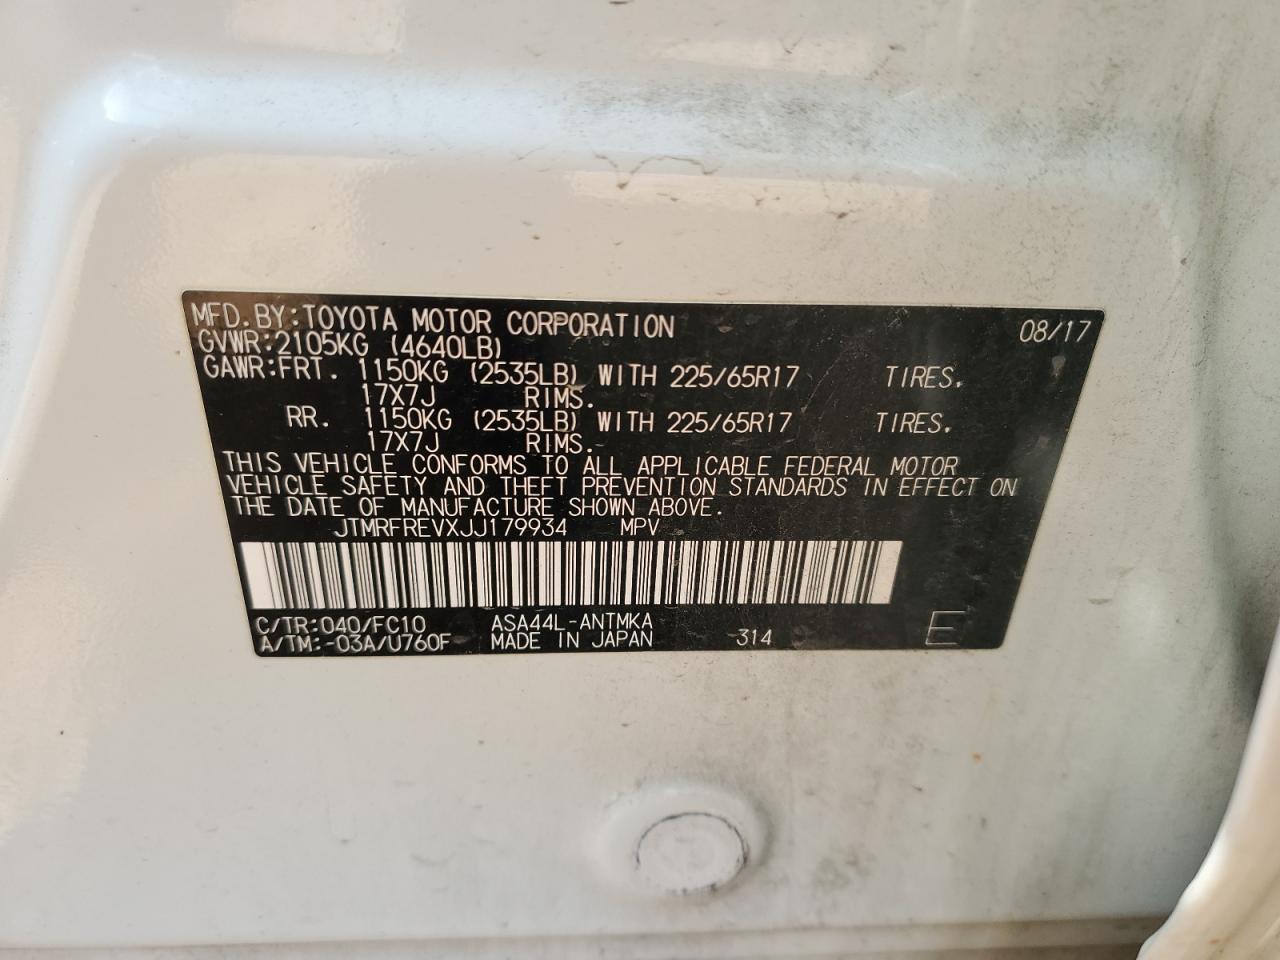 MFD. BY: TOYOTA MOTOR CORPORATION 08/17
GVWR: 2105KG (4640LB)
GAWR: FRT. 1150KG (2535LB) WITH 225/65R17 TIRES.
17X7J RIMS.
RR. 1150KG (2535LB) WITH 225/65R17 TIRES.
17X7J RIMS.
THIS VEHICLE CONFORMS TO ALL APPLICABLE FEDERAL MOTOR
VEHICLE SAFETY AND THEFT PREVENTION STANDARDS IN EFFECT ON
THE DATE OF MANUFACTURE SHOWN ABOVE.
JTMRFREVXJJ179934 MPV
C/TR: 040/FC10 ASA44L-ANTMKA
A/TM: -03A/U760F MADE IN JAPAN 314 E